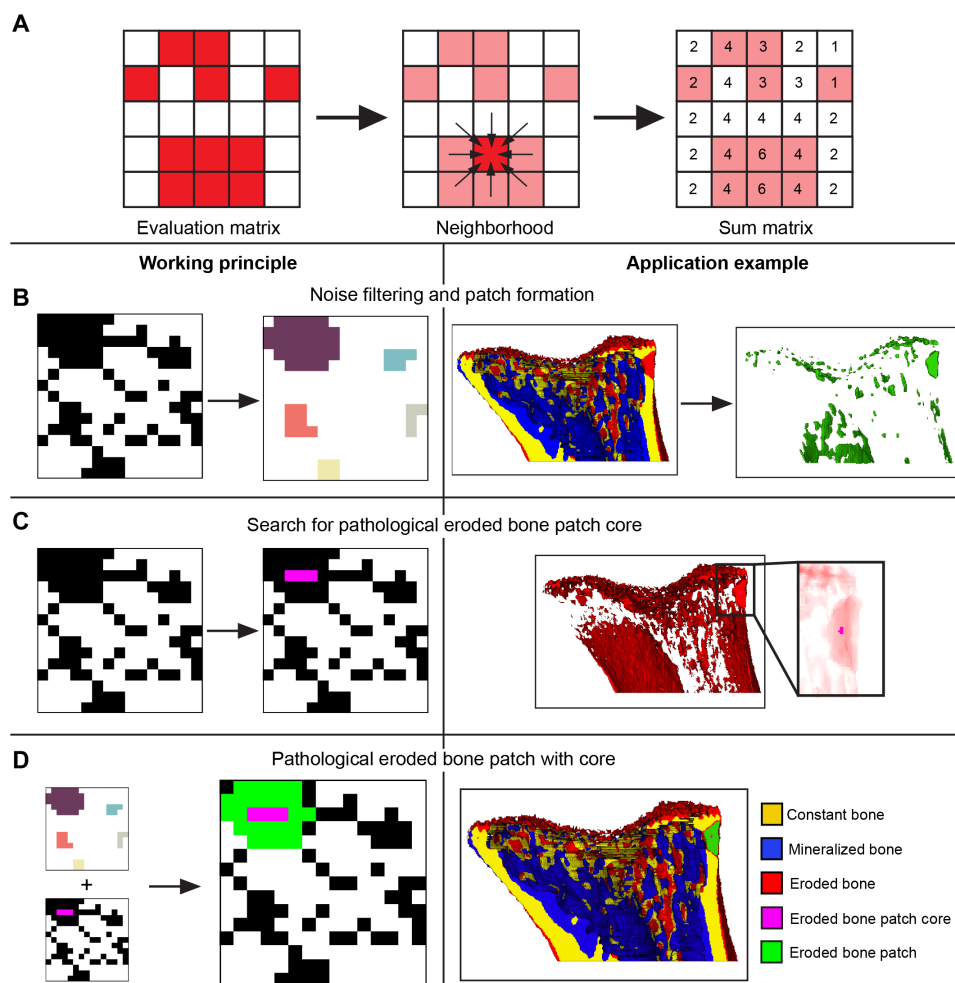 A
2 4 3 2 1
2 4 3 3 1
2 4 4 4 2
2 4 6 4 2
2 4 6 4 2
Evaluation matrix
Neighborhood
Sum matrix
Working principle
Application example
B
Noise filtering and patch formation
C
Search for pathological eroded bone patch core
D
Pathological eroded bone patch with core
+
Constant bone
Mineralized bone
Eroded bone
Eroded bone patch core
Eroded bone patch